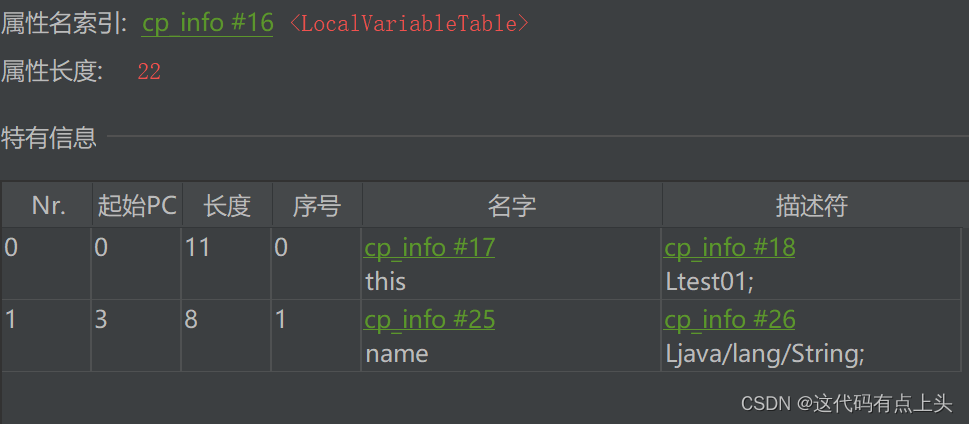 属性名索引: cp_info #16 <LocalVariableTable>
属性长度: 22
特有信息
Nr. 起始PC 长度 序号 名字 描述符
0 0 11 0 cp_info #17 cp_info #18
this Ltest01;
1 3 8 1 cp_info #25 cp_info #26
name Ljava/lang/String;
CSDN @这代码有点上头